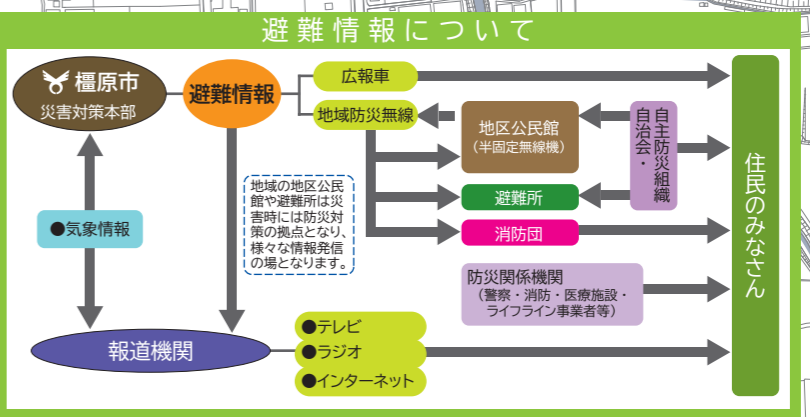 避難情報について
橿原市
災害対策本部
避難情報
広報車
地域防災無線
地区公民館
（半固定無線機）
自治会・
自主防災組織
避難所
消防団
地域の地区公民
館や避難所は災
害時には防災対
策の拠点となり、
様々な情報発信
の場となります。
●気象情報
防災関係機関
（警察・消防・医療施設・
ライフライン事業者等）
報道機関
●テレビ
●ラジオ
●インターネット
住民のみなさん